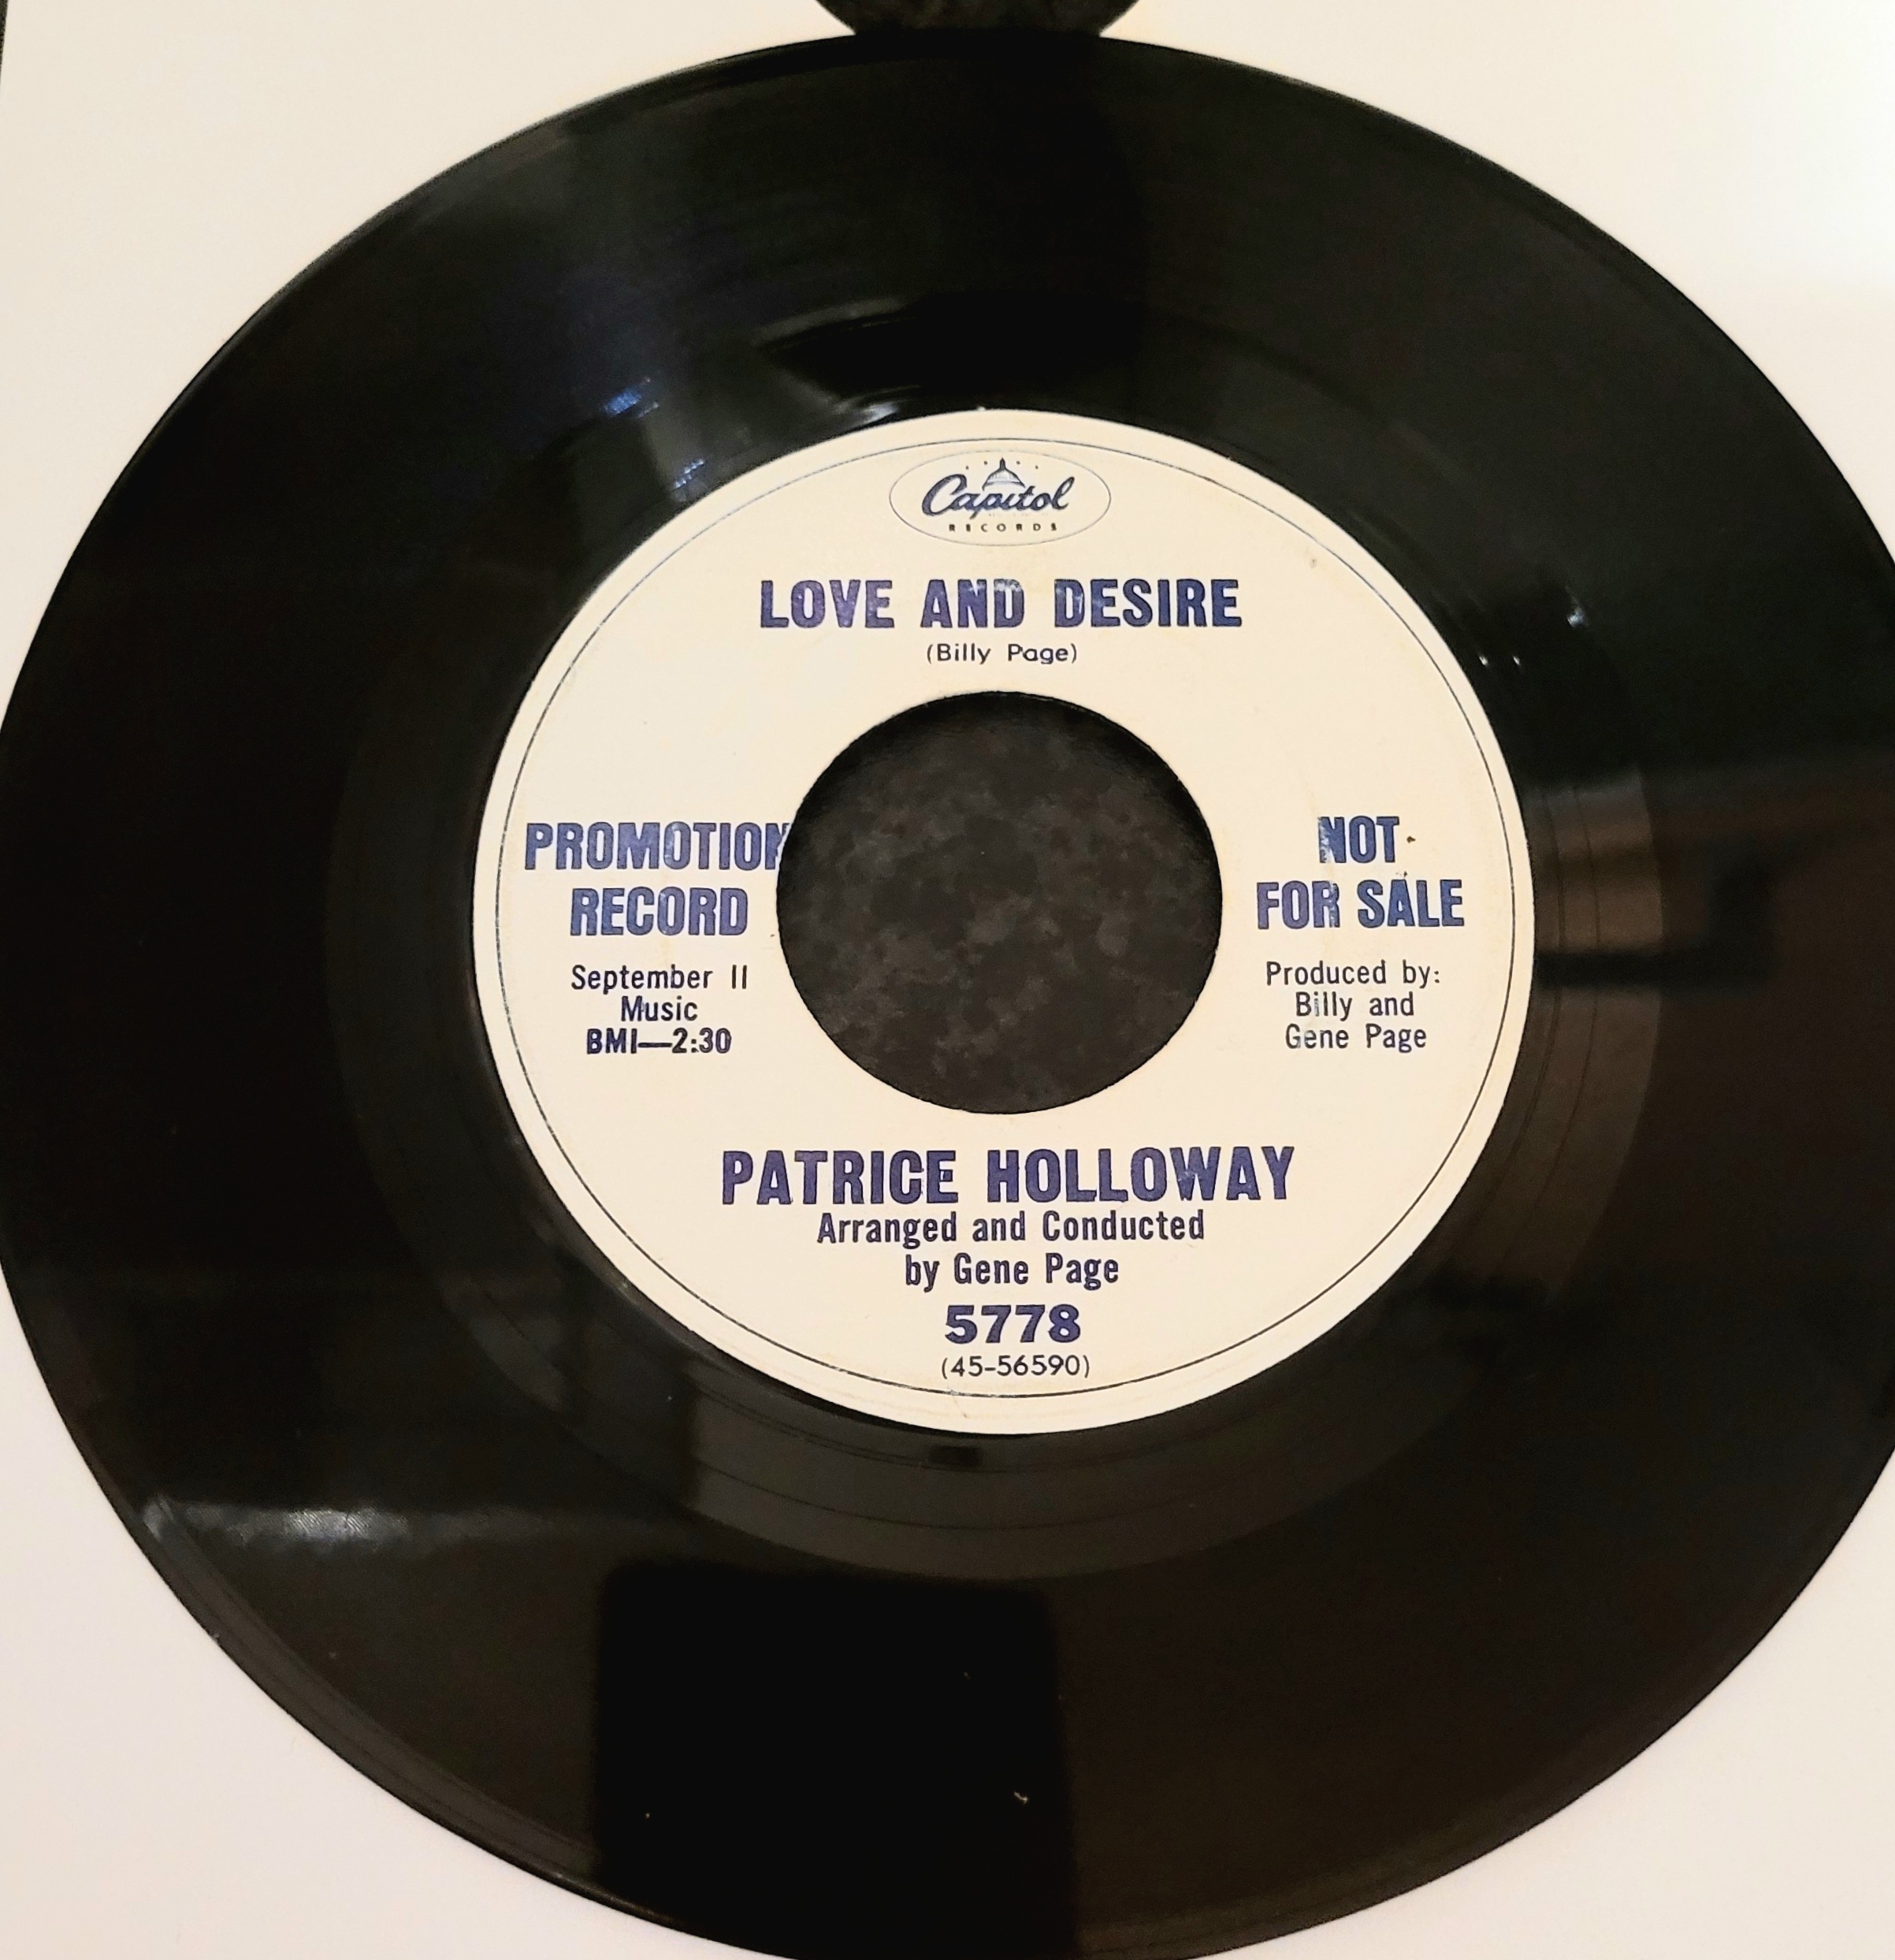 Capitol
RECORDS
LOVE AND DESIRE
(Billy Page)
PROMOTION
RECORD
September 11
Music
BMI—2:30
NOT
FOR SALE
Produced by:
Billy and
Gene Page
PATRICE HOLLOWAY
Arranged and Conducted
by Gene Page
5778
(45-56590)